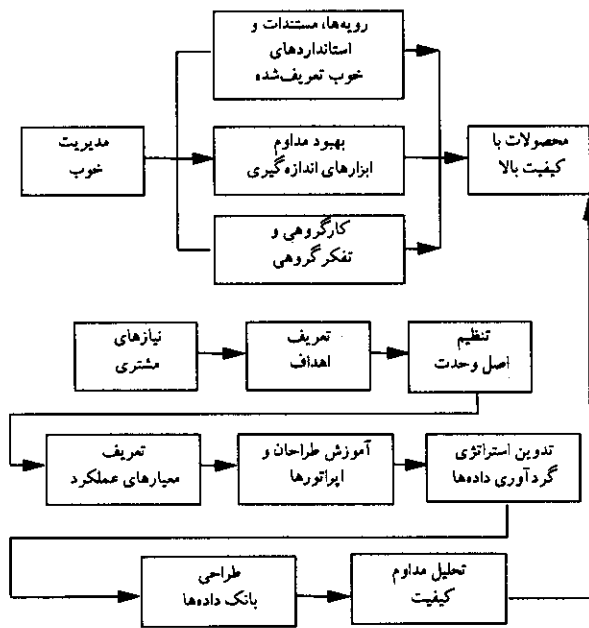 رویه‌ها، مستندات و
استانداردهای
خوب تعریف‌شده
مدیریت
خوب
بهبود مداوم
ابزارهای اندازه‌گیری
محصولات با
کیفیت بالا
کارگروهی و
تفکر گروهی
نیازهای
مشتری
تعریف
اهداف
تنظیم
اصل وحدت
تعریف
معیارهای عملکرد
آموزش طراحان و
اپراتورها
تدوین استراتژی
گردآوری داده‌ها
طراحی
بانک داده‌ها
تحلیل مداوم
کیفیت